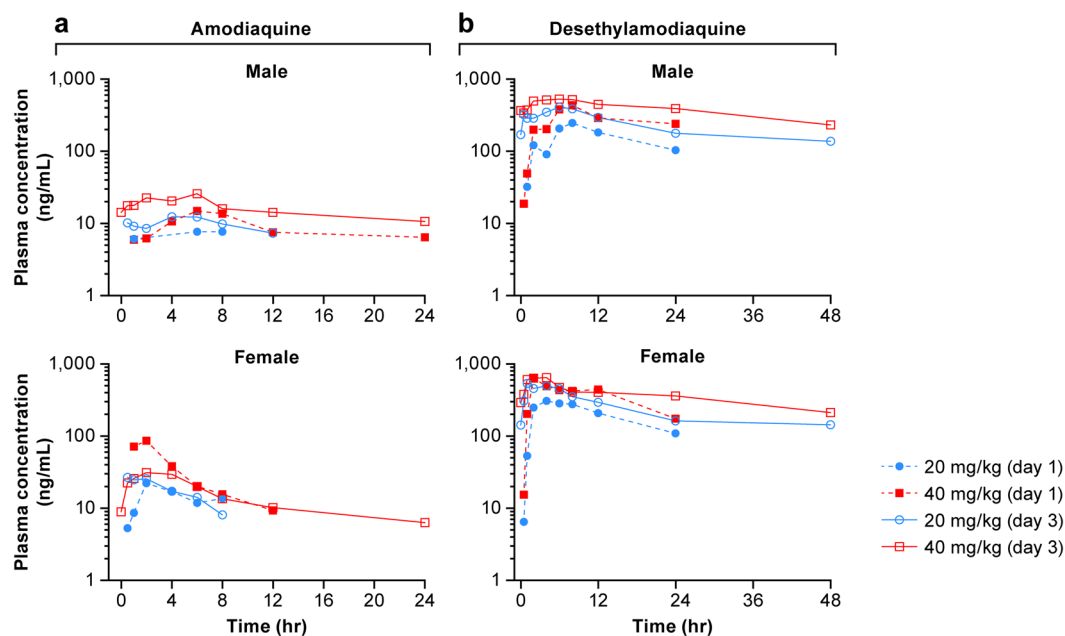 a
b
Amodiaquine
Desethylamodiaquine
Male
Plasma concentration
(ng/mL)
1,000
100
10
1
0 4 8 12 16 20 24
Male
1,000
100
10
1
0 12 24 36 48
Female
Plasma concentration
(ng/mL)
1,000
100
10
1
0 4 8 12 16 20 24
Time (hr)
Female
1,000
100
10
1
0 12 24 36 48
Time (hr)
20 mg/kg (day 1)
40 mg/kg (day 1)
20 mg/kg (day 3)
40 mg/kg (day 3)